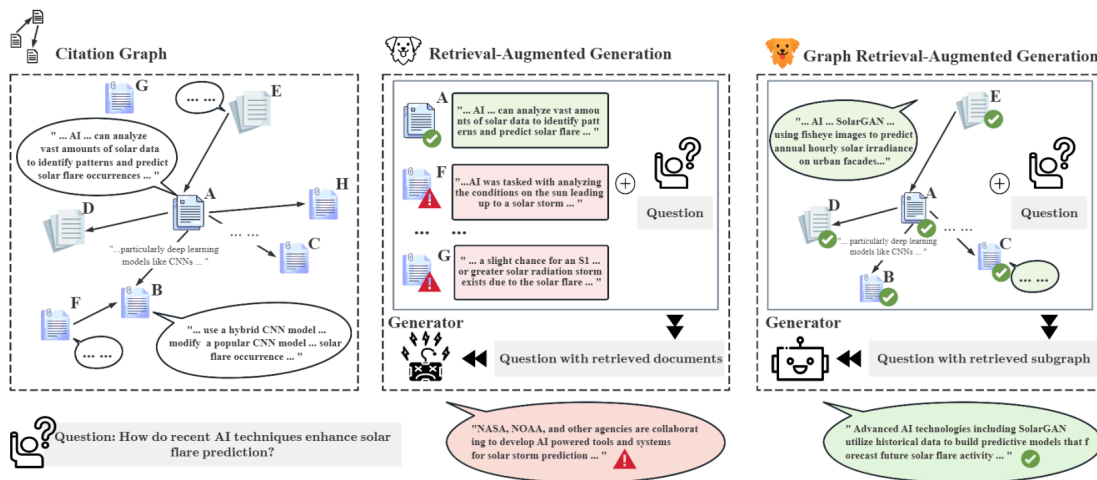 Citation Graph
G
... ...
E
" ... AI ... can analyze
vast amounts of solar data
to identify patterns and predict
solar flare occurrences ... "
A
H
D
... ...
C
"...particularly deep learning
models like CNNs ... "
B
F
... ...
"... use a hybrid CNN model ...
modify a popular CNN model ... solar
flare occurrence ... "
Retrieval-Augmented Generation
A
" ... AI ... can analyze vast amou
nts of solar data to identify patt
erns and predict solar flare ... "
F
"...AI was tasked with analyzing
the conditions on the sun leading
up to a solar storm ... "
... ...
G
" ... a slight chance for an S1 ...
or greater solar radiation storm
exists due to the solar flare ... "
+
Question
Generator
Question with retrieved documents
Graph Retrieval-Augmented Generation
E
"... AI ... SolarGAN ...
using fisheye images to predict
annual hourly solar irradiance
on urban facades..."
A
D
... ...
C
"...particularly deep learning
models like CNNs ... "
B
... ...
+
Question
Generator
Question with retrieved subgraph
Question: How do recent AI techniques enhance solar
flare prediction?
"NASA, NOAA, and other agencies are collaborat
ing to develop AI powered tools and systems
for solar storm prediction ... "
" Advanced AI technologies including SolarGAN
utilize historical data to build predictive models that f
orecast future solar flare activity ... "